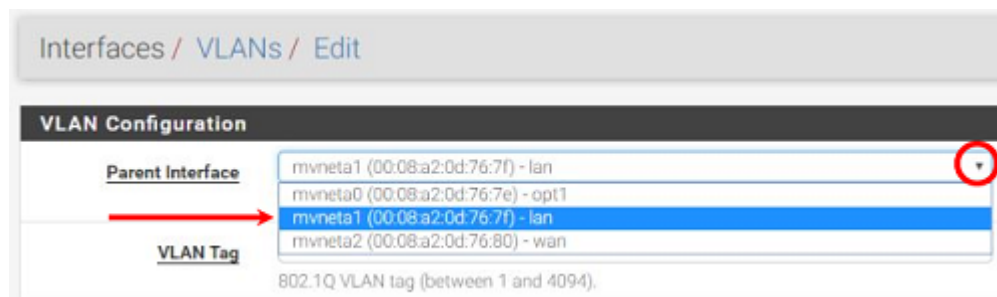 Interfaces / VLANs / Edit
VLAN Configuration
Parent Interface
mvneta1 (00:08:a2:0d:76:7f) - lan
mvneta0 (00:08:a2:0d:76:7e) - opt1
mvneta1 (00:08:a2:0d:76:7f) - lan
mvneta2 (00:08:a2:0d:76:80) - wan
VLAN Tag
802.1Q VLAN tag (between 1 and 4094).